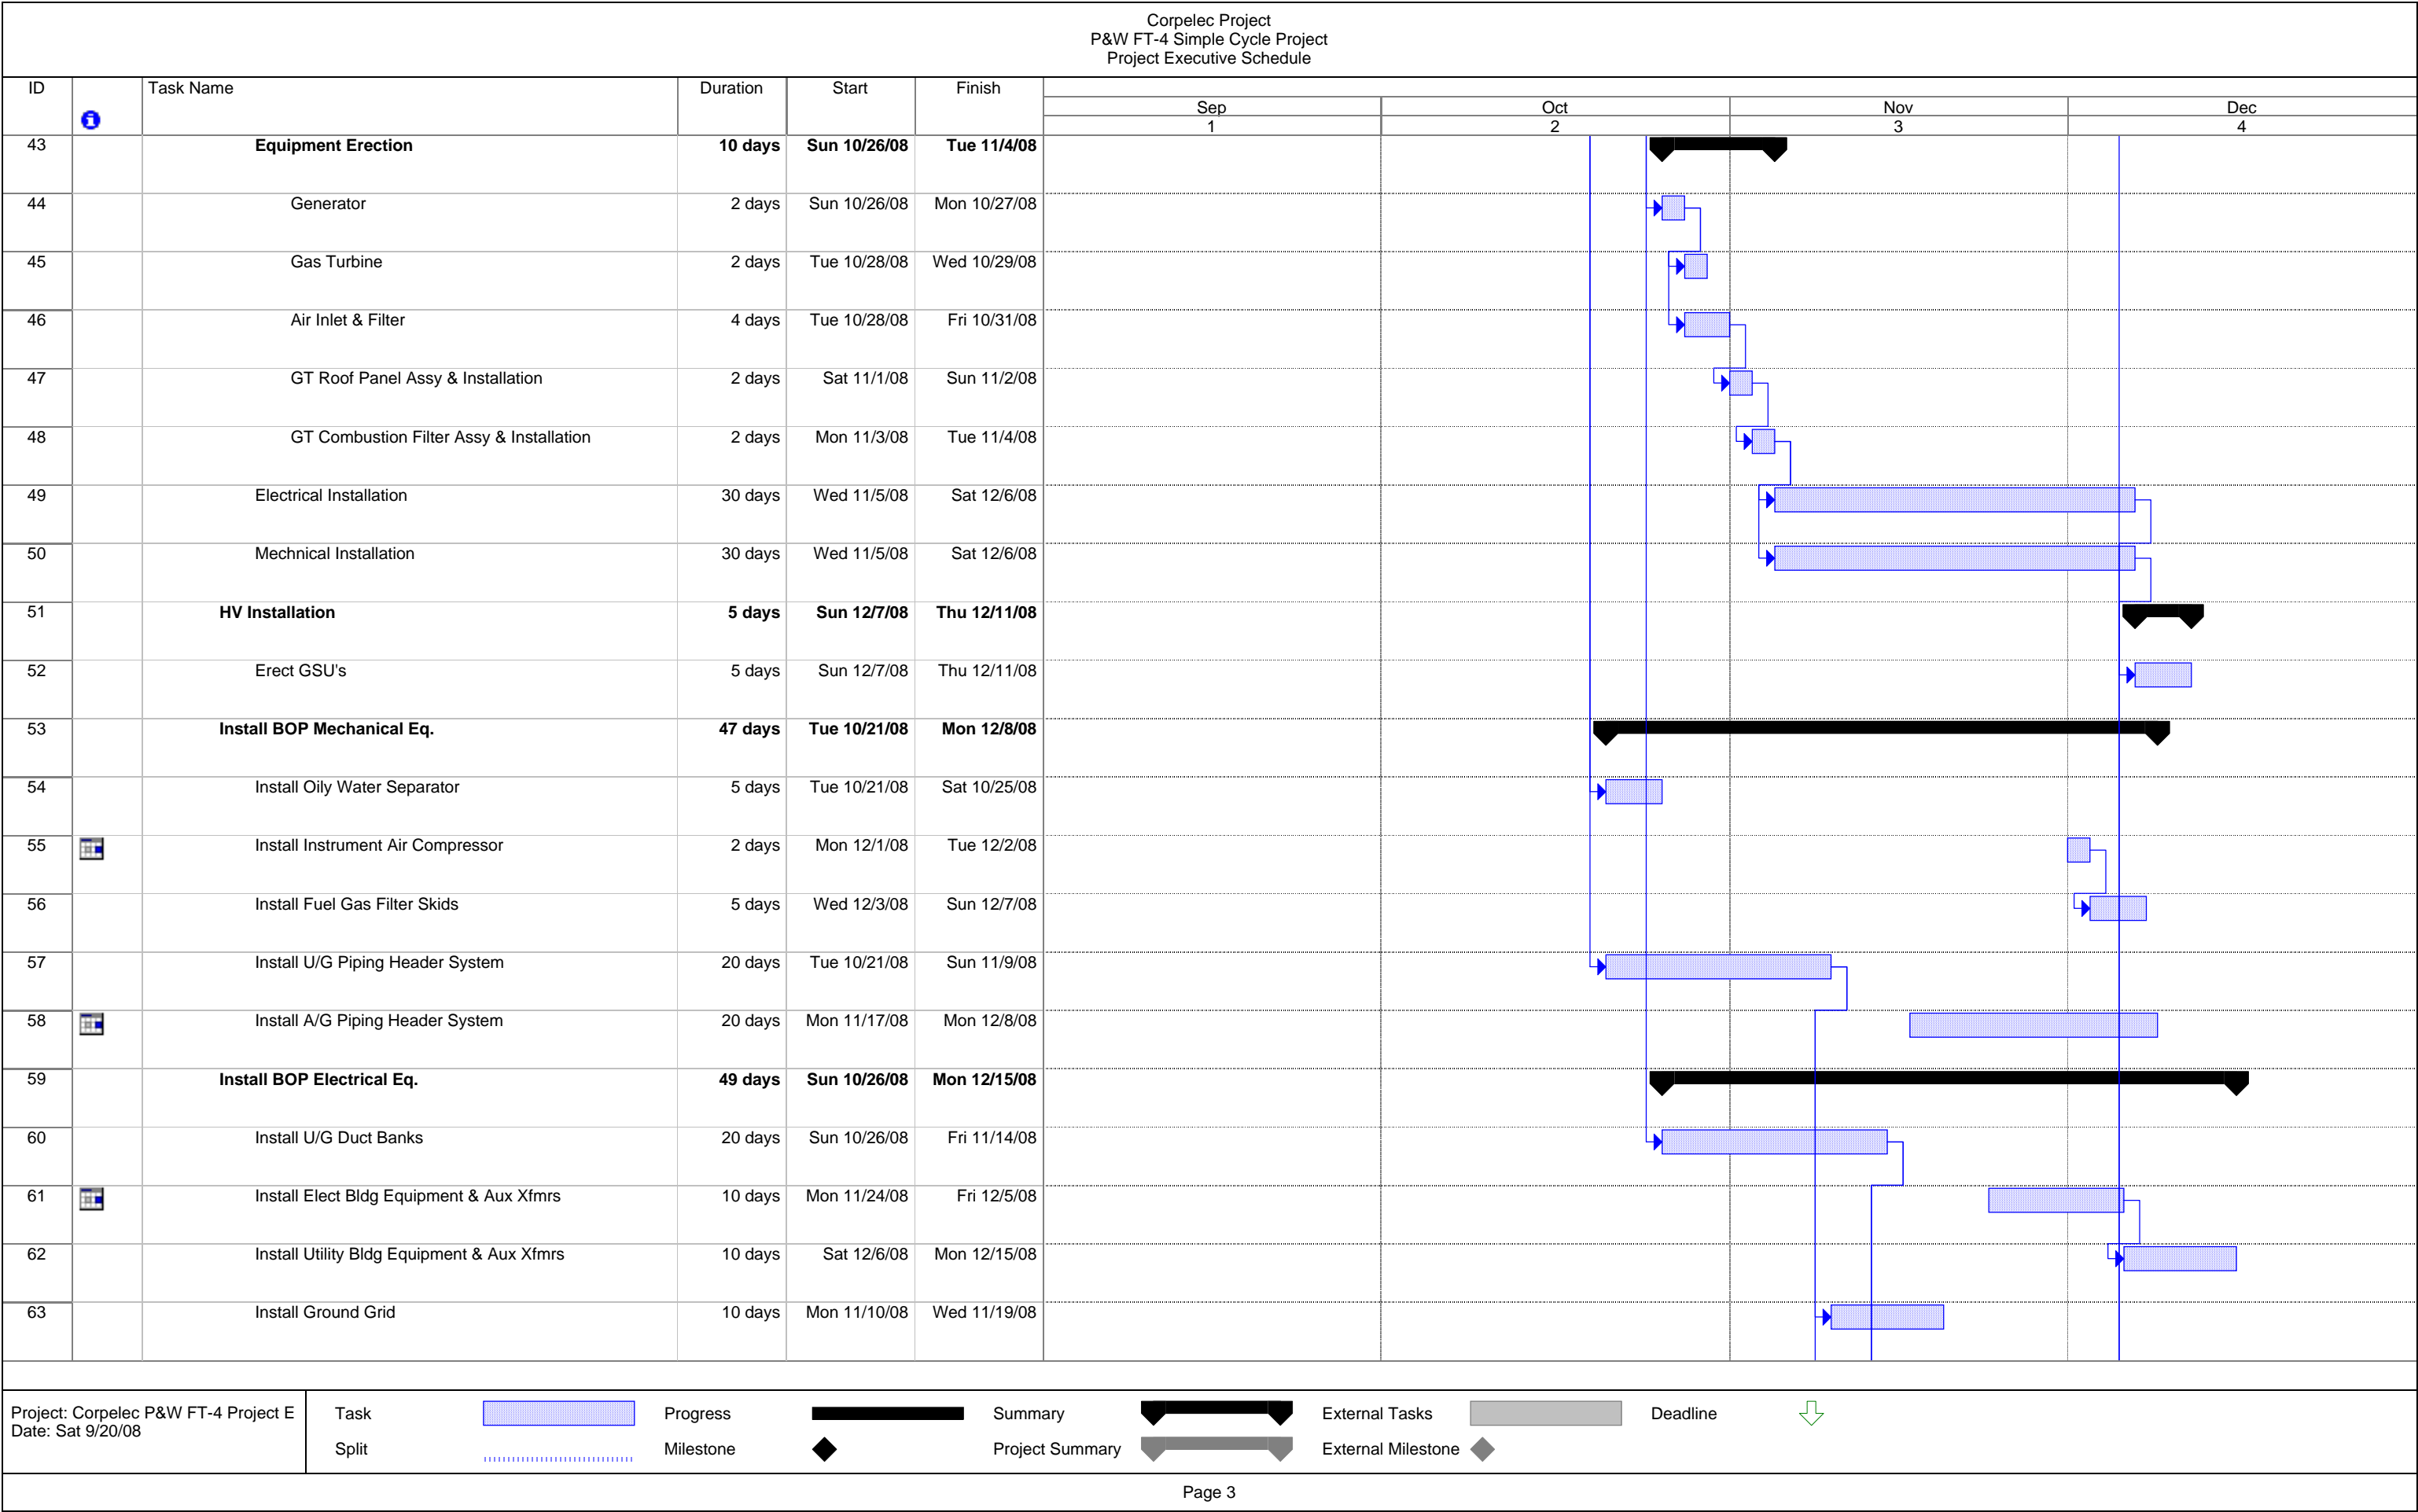 Corpelec Project
P&W FT-4 Simple Cycle Project
Project Executive Schedule
ID Task Name Duration Start Finish
Sep Oct Nov Dec
1 2 3 4
43 Equipment Erection 10 days Sun 10/26/08 Tue 11/4/08
44 Generator 2 days Sun 10/26/08 Mon 10/27/08
45 Gas Turbine 2 days Tue 10/28/08 Wed 10/29/08
46 Air Inlet & Filter 4 days Tue 10/28/08 Fri 10/31/08
47 GT Roof Panel Assy & Installation 2 days Sat 11/1/08 Sun 11/2/08
48 GT Combustion Filter Assy & Installation 2 days Mon 11/3/08 Tue 11/4/08
49 Electrical Installation 30 days Wed 11/5/08 Sat 12/6/08
50 Mechnical Installation 30 days Wed 11/5/08 Sat 12/6/08
51 HV Installation 5 days Sun 12/7/08 Thu 12/11/08
52 Erect GSU's 5 days Sun 12/7/08 Thu 12/11/08
53 Install BOP Mechanical Eq. 47 days Tue 10/21/08 Mon 12/8/08
54 Install Oily Water Separator 5 days Tue 10/21/08 Sat 10/25/08
55 Install Instrument Air Compressor 2 days Mon 12/1/08 Tue 12/2/08
56 Install Fuel Gas Filter Skids 5 days Wed 12/3/08 Sun 12/7/08
57 Install U/G Piping Header System 20 days Tue 10/21/08 Sun 11/9/08
58 Install A/G Piping Header System 20 days Mon 11/17/08 Mon 12/8/08
59 Install BOP Electrical Eq. 49 days Sun 10/26/08 Mon 12/15/08
60 Install U/G Duct Banks 20 days Sun 10/26/08 Fri 11/14/08
61 Install Elect Bldg Equipment & Aux Xfmrs 10 days Mon 11/24/08 Fri 12/5/08
62 Install Utility Bldg Equipment & Aux Xfmrs 10 days Sat 12/6/08 Mon 12/15/08
63 Install Ground Grid 10 days Mon 11/10/08 Wed 11/19/08
Project: Corpelec P&W FT-4 Project E
Date: Sat 9/20/08
Task Progress Summary External Tasks Deadline
Split Milestone Project Summary External Milestone
Page 3